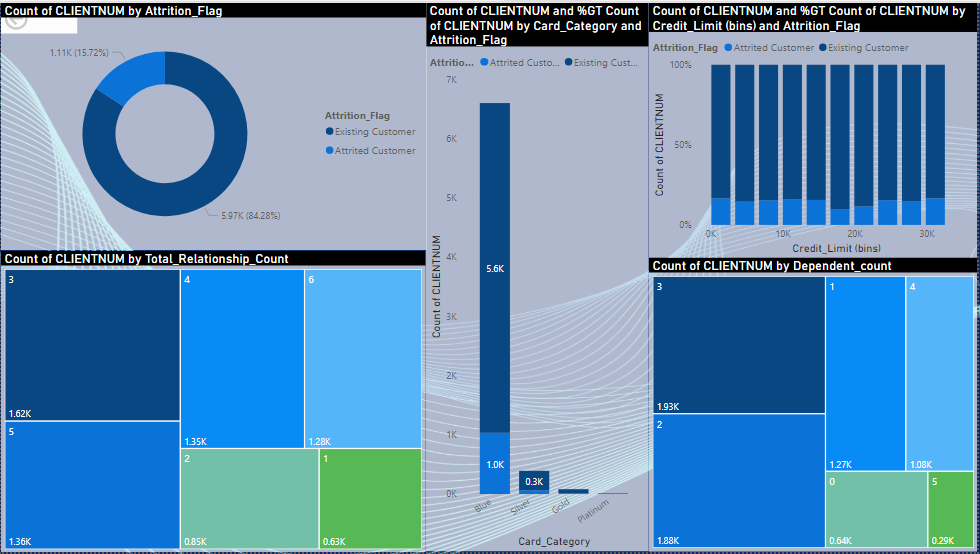 Count of CLIENTNUM by Attrition_Flag
1.11K (15.72%)
5.97K (84.28%)
Attrition_Flag
Existing Customer
Attrited Customer
Count of CLIENTNUM and %GT Count
of CLIENTNUM by Card_Category and
Attrition_Flag
Attritio... Attrited Custo... Existing Cust...
7K
6K
5K
4K
3K
2K
1K
0K
Count of CLIENTNUM
5.6K
1.0K
0.3K
Blue Silver Gold Platinum
Card_Category
Count of CLIENTNUM and %GT Count of CLIENTNUM by
Credit_Limit (bins) and Attrition_Flag
Attrition_Flag Attrited Customer Existing Customer
100%
50%
0%
Count of CLIENTNUM
0K 10K 20K 30K
Credit_Limit (bins)
Count of CLIENTNUM by Total_Relationship_Count
3
1.62K
5
1.36K
4
1.35K
6
1.28K
2
0.85K
1
0.63K
Count of CLIENTNUM by Dependent_count
3
1.93K
2
1.88K
1
1.27K
4
1.08K
0
0.64K
5
0.29K